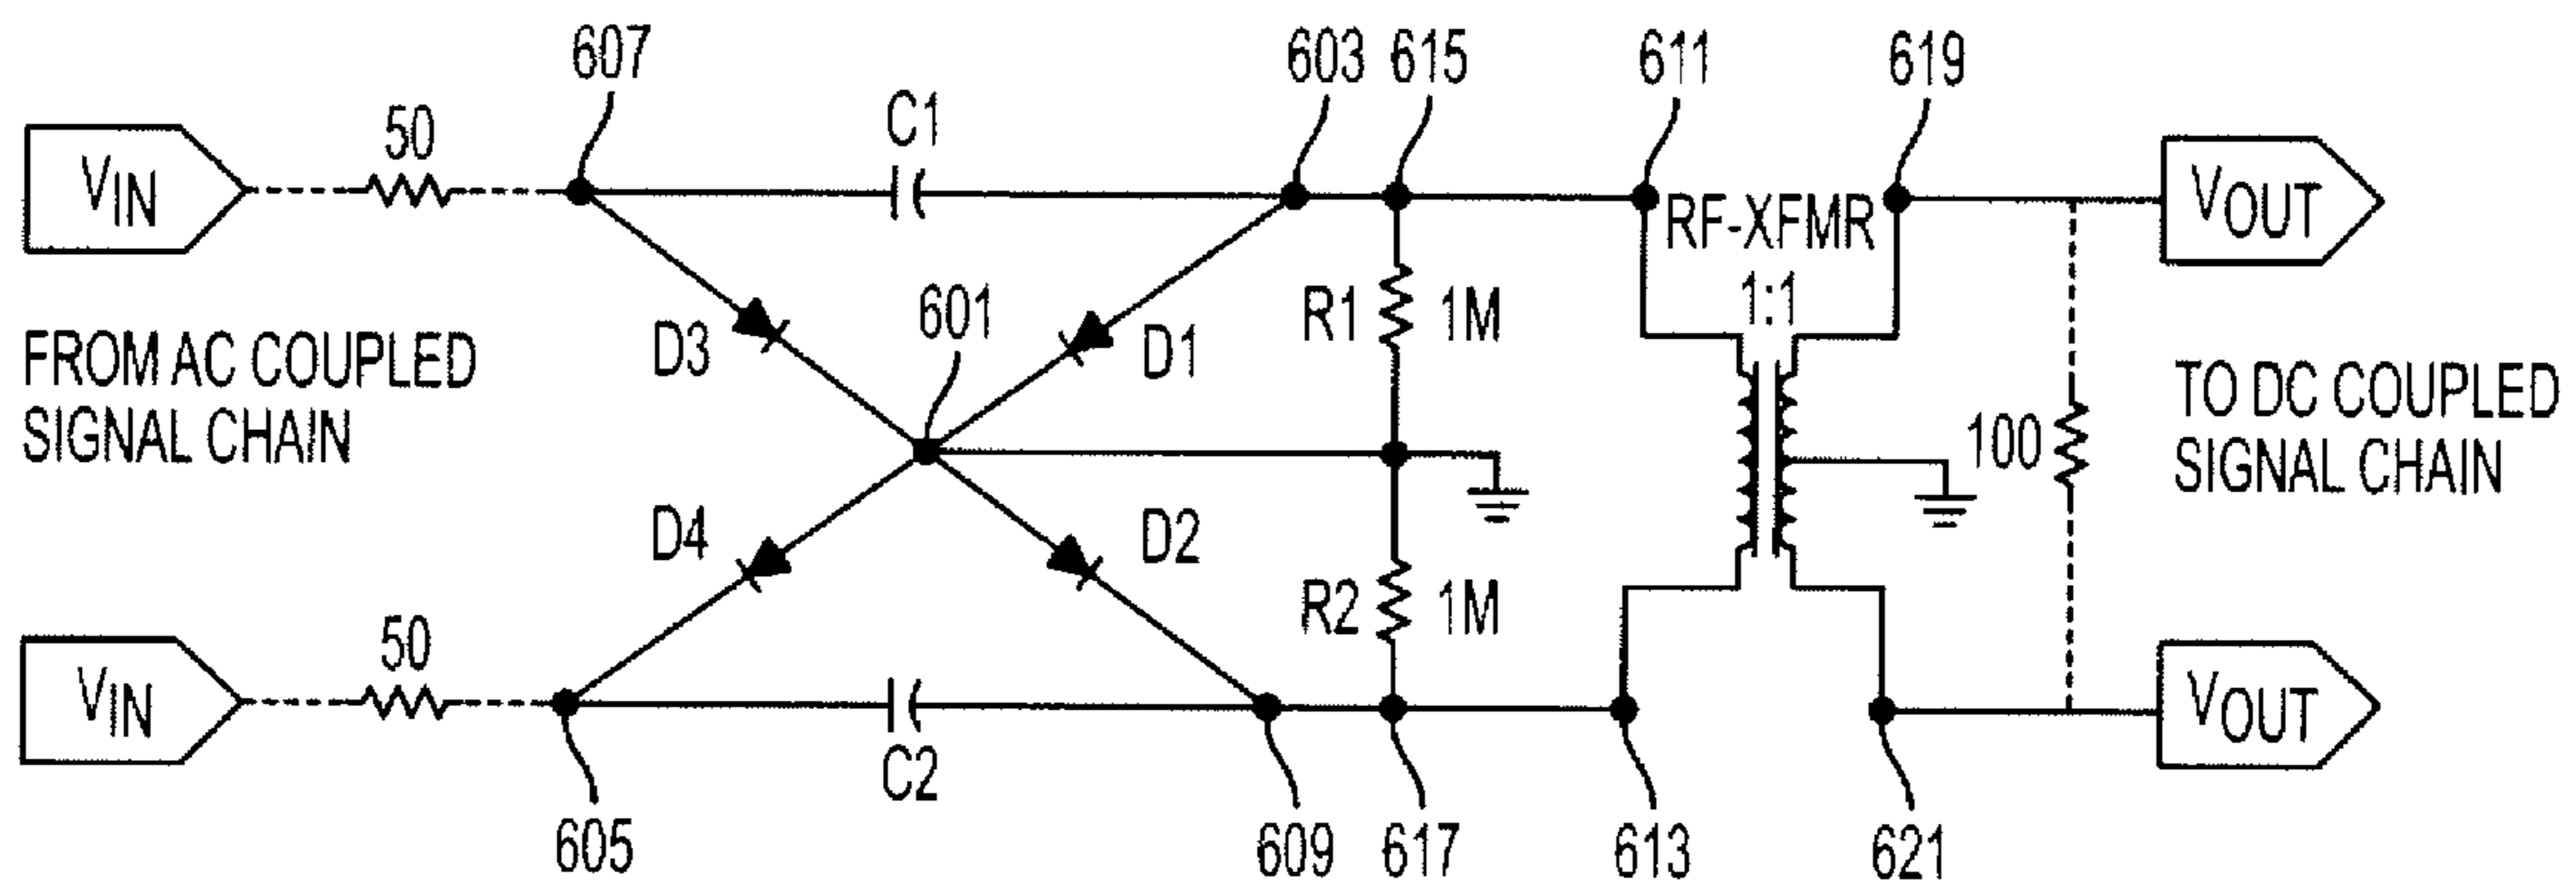 607
603
615
611
619
C1
50
VIN
RF-XFMR
1:1
VOUT
FROM AC COUPLED
SIGNAL CHAIN
D3
601
D1
R1
1M
100
TO DC COUPLED
SIGNAL CHAIN
D4
D2
R2
1M
50
VIN
C2
VOUT
605
609
617
613
621